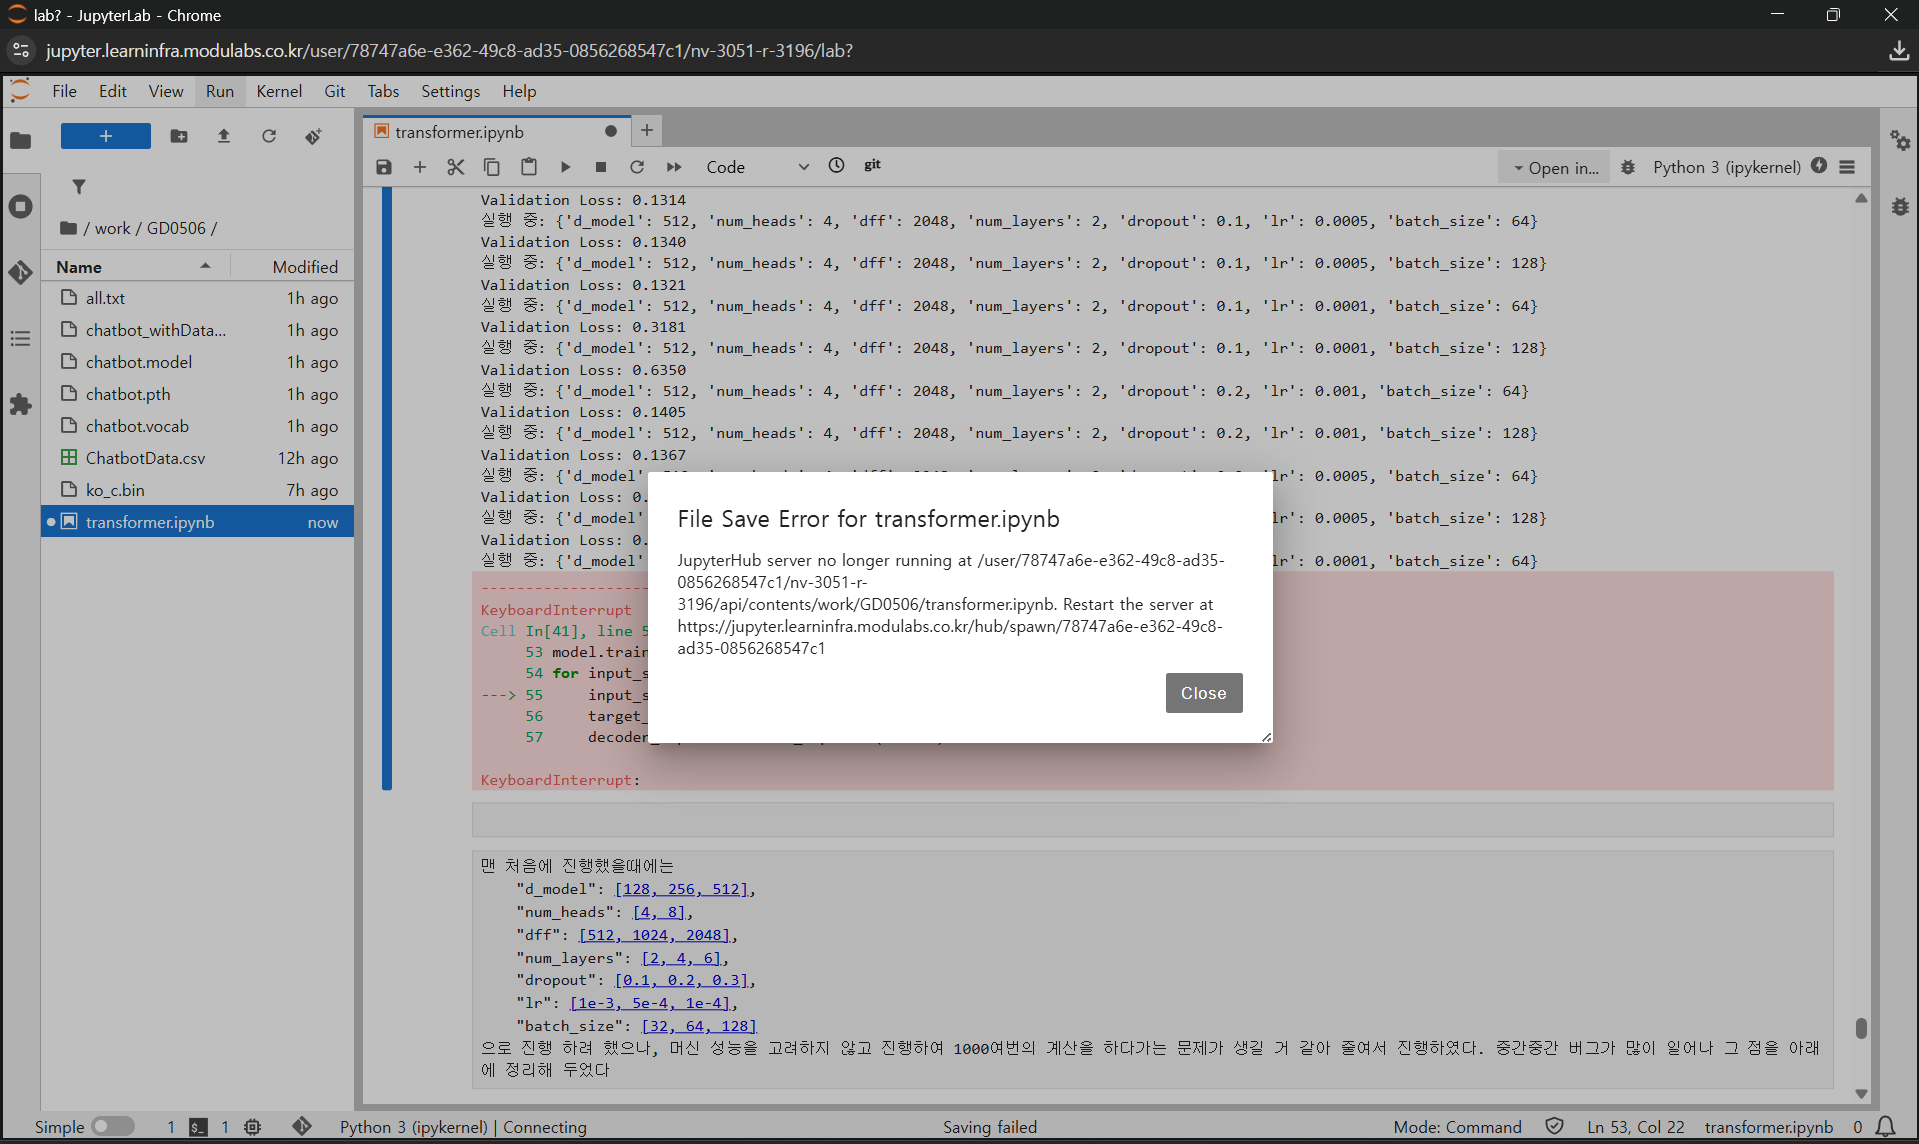 lab? - JupyterLab - Chrome
jupyter.learninfra.modulabs.co.kr/user/78747a6e-e362-49c8-ad35-0856268547c1/nv-3051-r-3196/lab?
File Edit View Run Kernel Git Tabs Settings Help
transformer.ipynb
Code
git
Open in...
Python 3 (ipykernel)
/ work / GD0506 /
Name Modified
all.txt 1h ago
chatbot_withData... 1h ago
chatbot.model 1h ago
chatbot.pth 1h ago
chatbot.vocab 1h ago
ChatbotData.csv 12h ago
ko_c.bin 7h ago
transformer.ipynb now
Validation Loss: 0.1314
실행 중: {'d_model': 512, 'num_heads': 4, 'dff': 2048, 'num_layers': 2, 'dropout': 0.1, 'lr': 0.0005, 'batch_size': 64}
Validation Loss: 0.1340
실행 중: {'d_model': 512, 'num_heads': 4, 'dff': 2048, 'num_layers': 2, 'dropout': 0.1, 'lr': 0.0005, 'batch_size': 128}
Validation Loss: 0.1321
실행 중: {'d_model': 512, 'num_heads': 4, 'dff': 2048, 'num_layers': 2, 'dropout': 0.1, 'lr': 0.0001, 'batch_size': 64}
Validation Loss: 0.3181
실행 중: {'d_model': 512, 'num_heads': 4, 'dff': 2048, 'num_layers': 2, 'dropout': 0.1, 'lr': 0.0001, 'batch_size': 128}
Validation Loss: 0.6350
실행 중: {'d_model': 512, 'num_heads': 4, 'dff': 2048, 'num_layers': 2, 'dropout': 0.2, 'lr': 0.001, 'batch_size': 64}
Validation Loss: 0.1405
실행 중: {'d_model': 512, 'num_heads': 4, 'dff': 2048, 'num_layers': 2, 'dropout': 0.2, 'lr': 0.001, 'batch_size': 128}
Validation Loss: 0.1367
실행 중: {'d_model' lr': 0.0005, 'batch_size': 64}
Validation Loss: 0.
실행 중: {'d_model' lr': 0.0005, 'batch_size': 128}
Validation Loss: 0.
실행 중: {'d_model' lr': 0.0001, 'batch_size': 64}
KeyboardInterrupt
Cell In[41], line 5
53 model.train
54 for input_s
---> 55 input_s
56 target_
57 decoder_
KeyboardInterrupt:
File Save Error for transformer.ipynb
JupyterHub server no longer running at /user/78747a6e-e362-49c8-ad35-
0856268547c1/nv-3051-r-
3196/api/contents/work/GD0506/transformer.ipynb. Restart the server at
https://jupyter.learninfra.modulabs.co.kr/hub/spawn/78747a6e-e362-49c8-
ad35-0856268547c1
Close
맨 처음에 진행했을때에는
"d_model": [128, 256, 512],
"num_heads": [4, 8],
"dff": [512, 1024, 2048],
"num_layers": [2, 4, 6],
"dropout": [0.1, 0.2, 0.3],
"lr": [1e-3, 5e-4, 1e-4],
"batch_size": [32, 64, 128]
으로 진행 하려 했으나, 머신 성능을 고려하지 않고 진행하여 1000여번의 계산을 하다가는 문제가 생길 거 같아 줄여서 진행하였다. 중간중간 버그가 많이 일어나 그 점을 아래
에 정리해 두었다
Simple 1 1 Python 3 (ipykernel) | Connecting Saving failed Mode: Command Ln 53, Col 22 transformer.ipynb 0